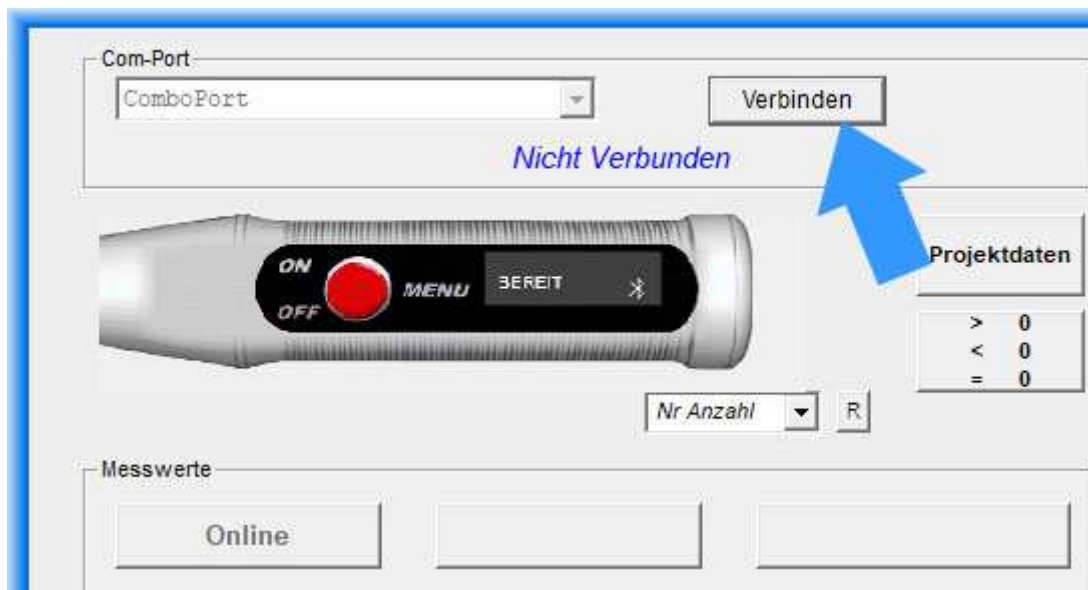 Com-Port
ComboPort
Verbinden
Nicht Verbunden
ON
OFF
MENU
BEREIT
Projektdaten
> 0
< 0
= 0
Nr Anzahl
R
Messwerte
Online